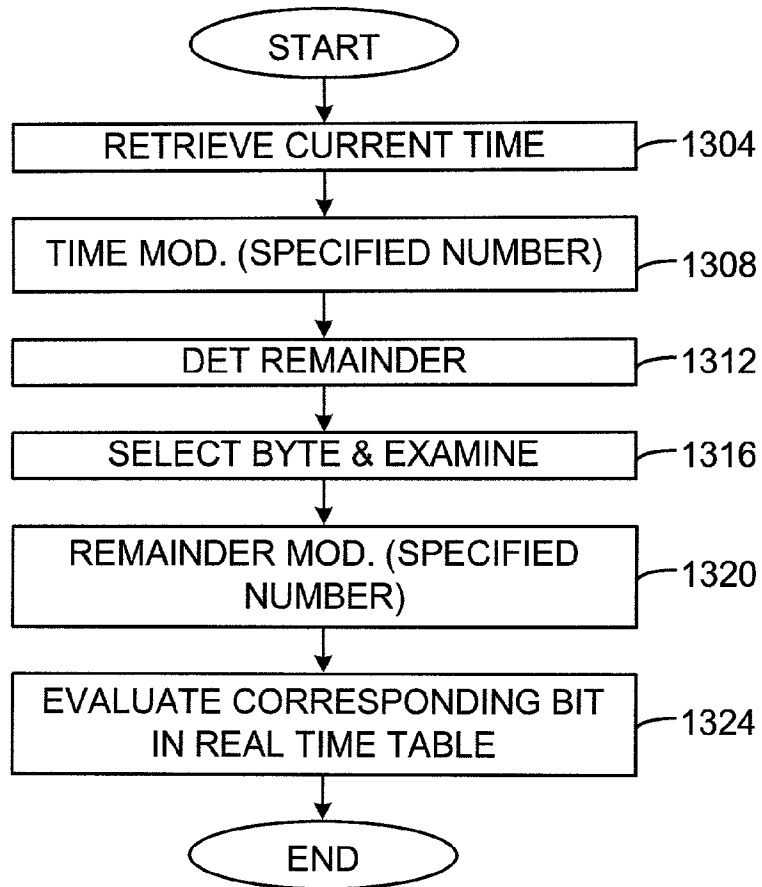 START
RETRIEVE CURRENT TIME
1304
TIME MOD. (SPECIFIED NUMBER)
1308
DET REMAINDER
1312
SELECT BYTE & EXAMINE
1316
REMAINDER MOD. (SPECIFIED
NUMBER)
1320
EVALUATE CORRESPONDING BIT
IN REAL TIME TABLE
1324
END